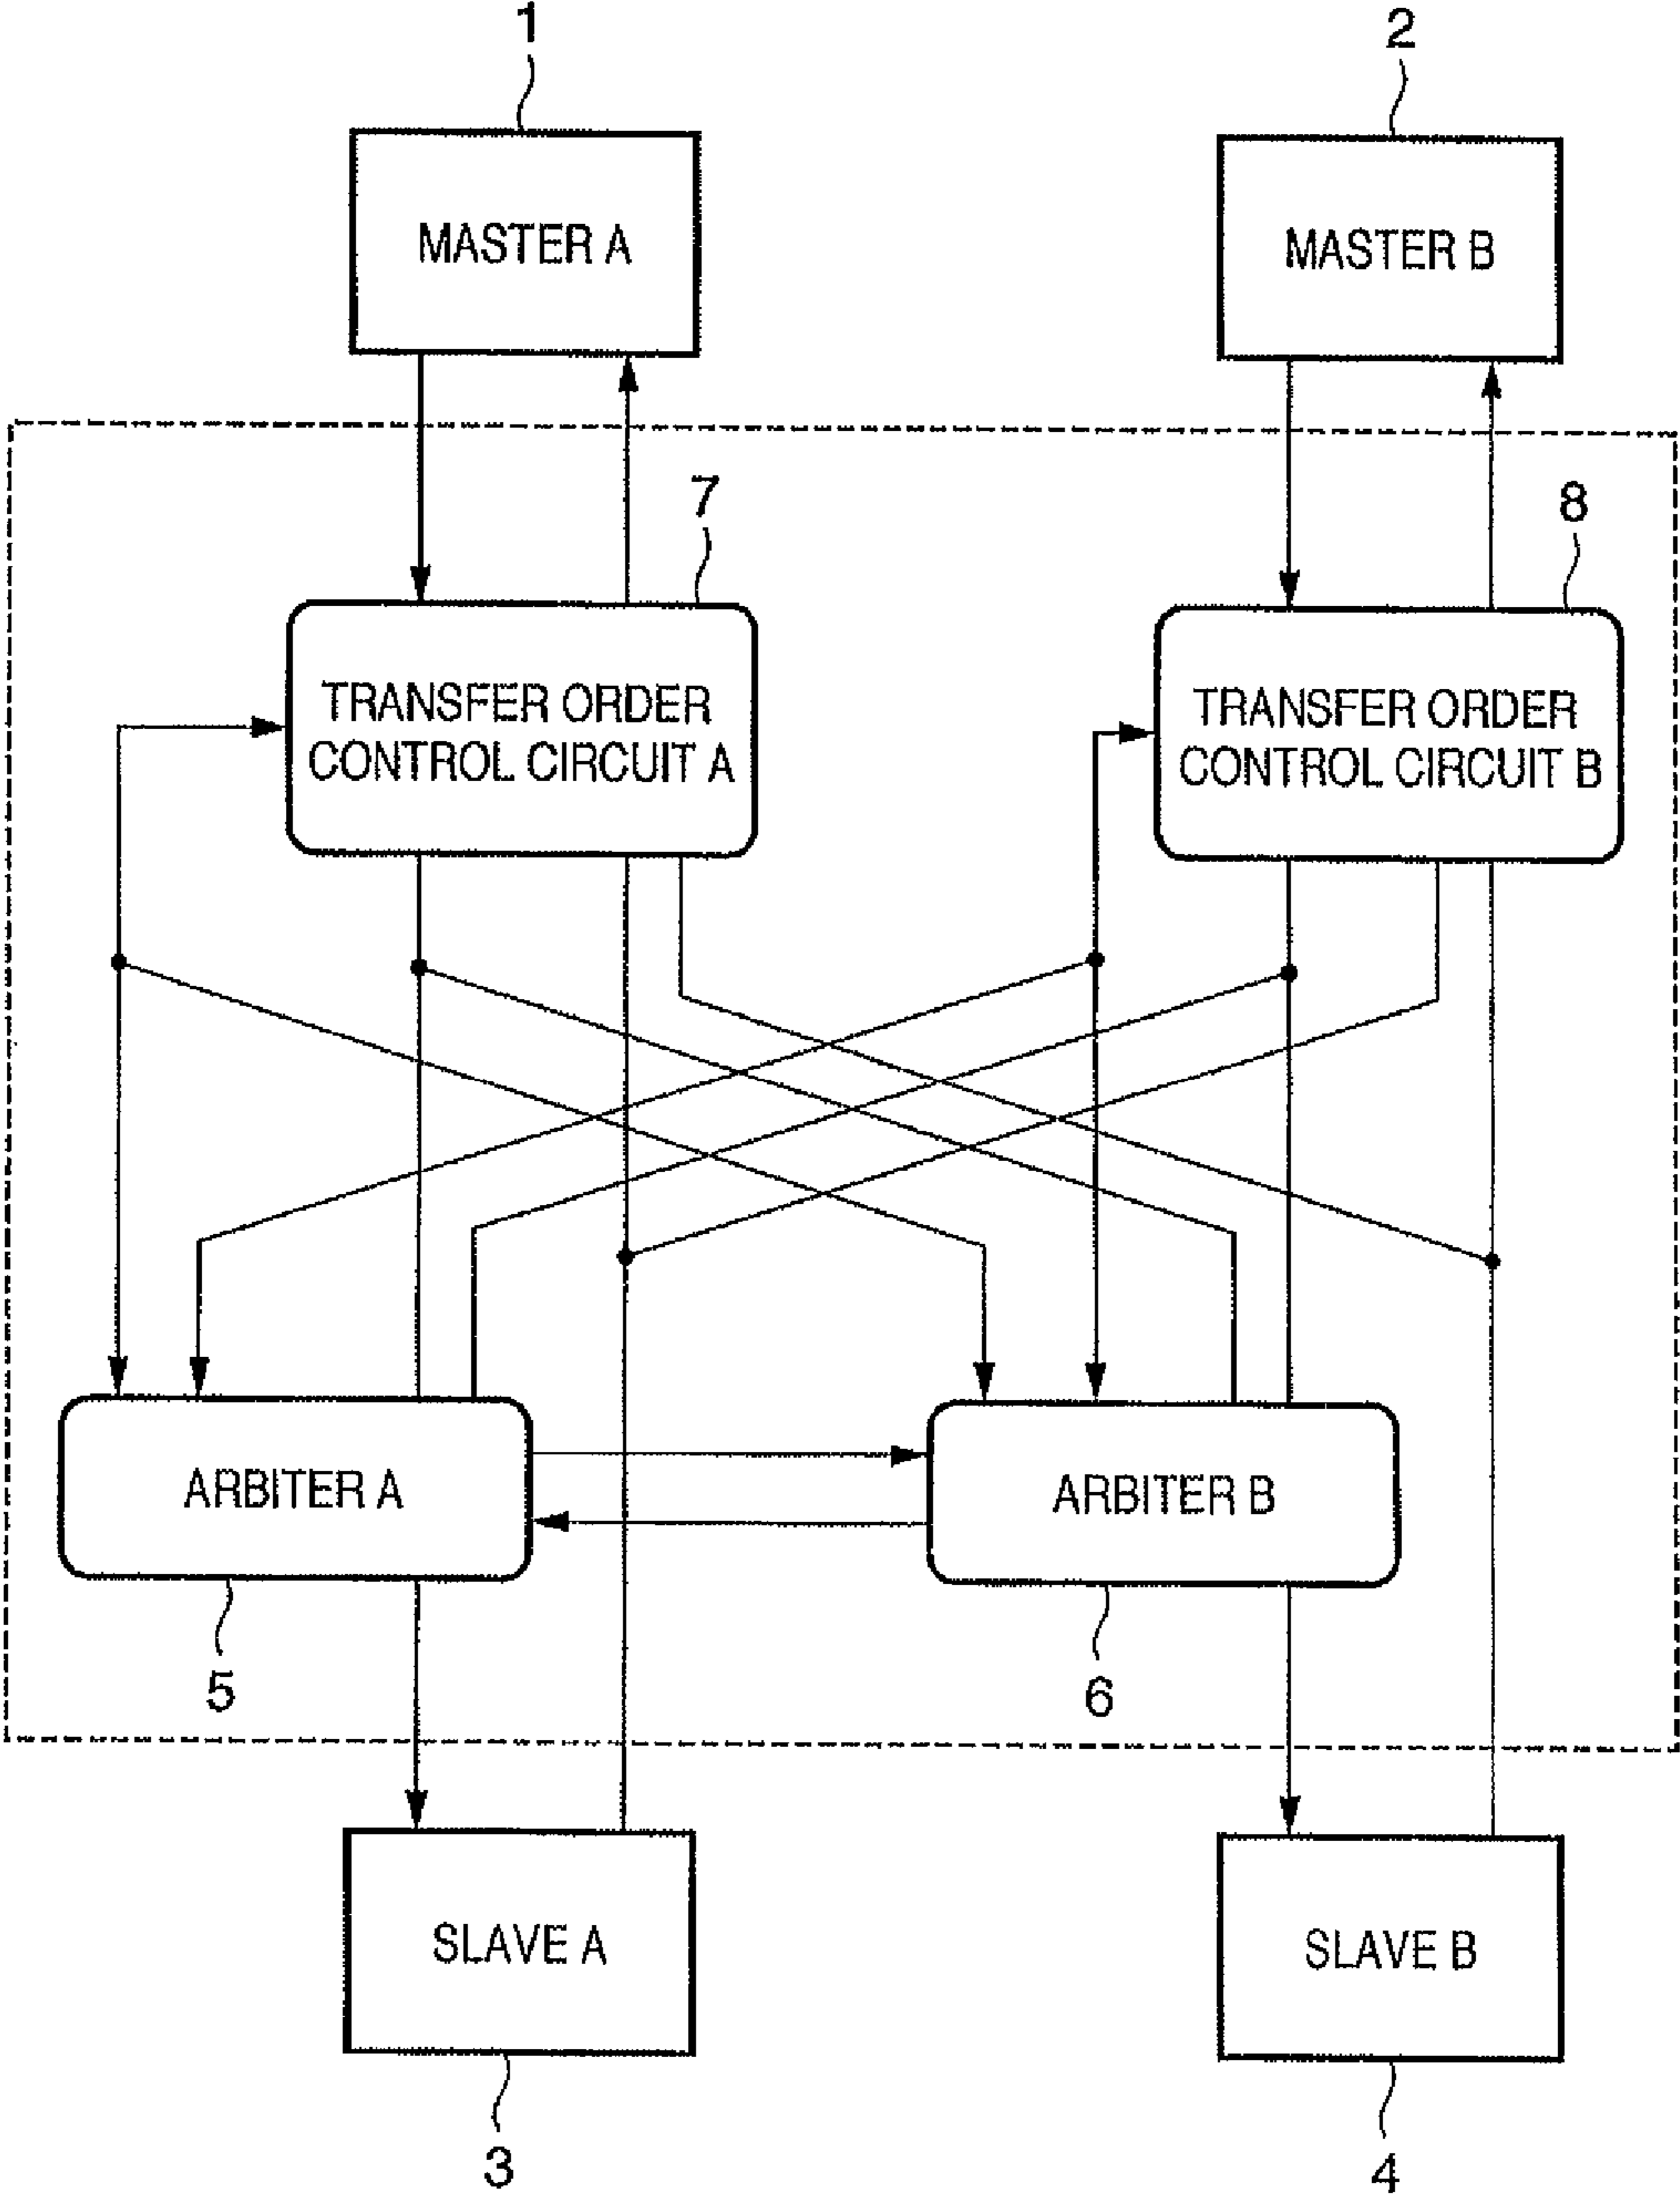 1
2
MASTER A
MASTER B
7
8
TRANSFER ORDER
CONTROL CIRCUIT A
TRANSFER ORDER
CONTROL CIRCUIT B
ARBITER A
ARBITER B
5
6
SLAVE A
SLAVE B
3
4